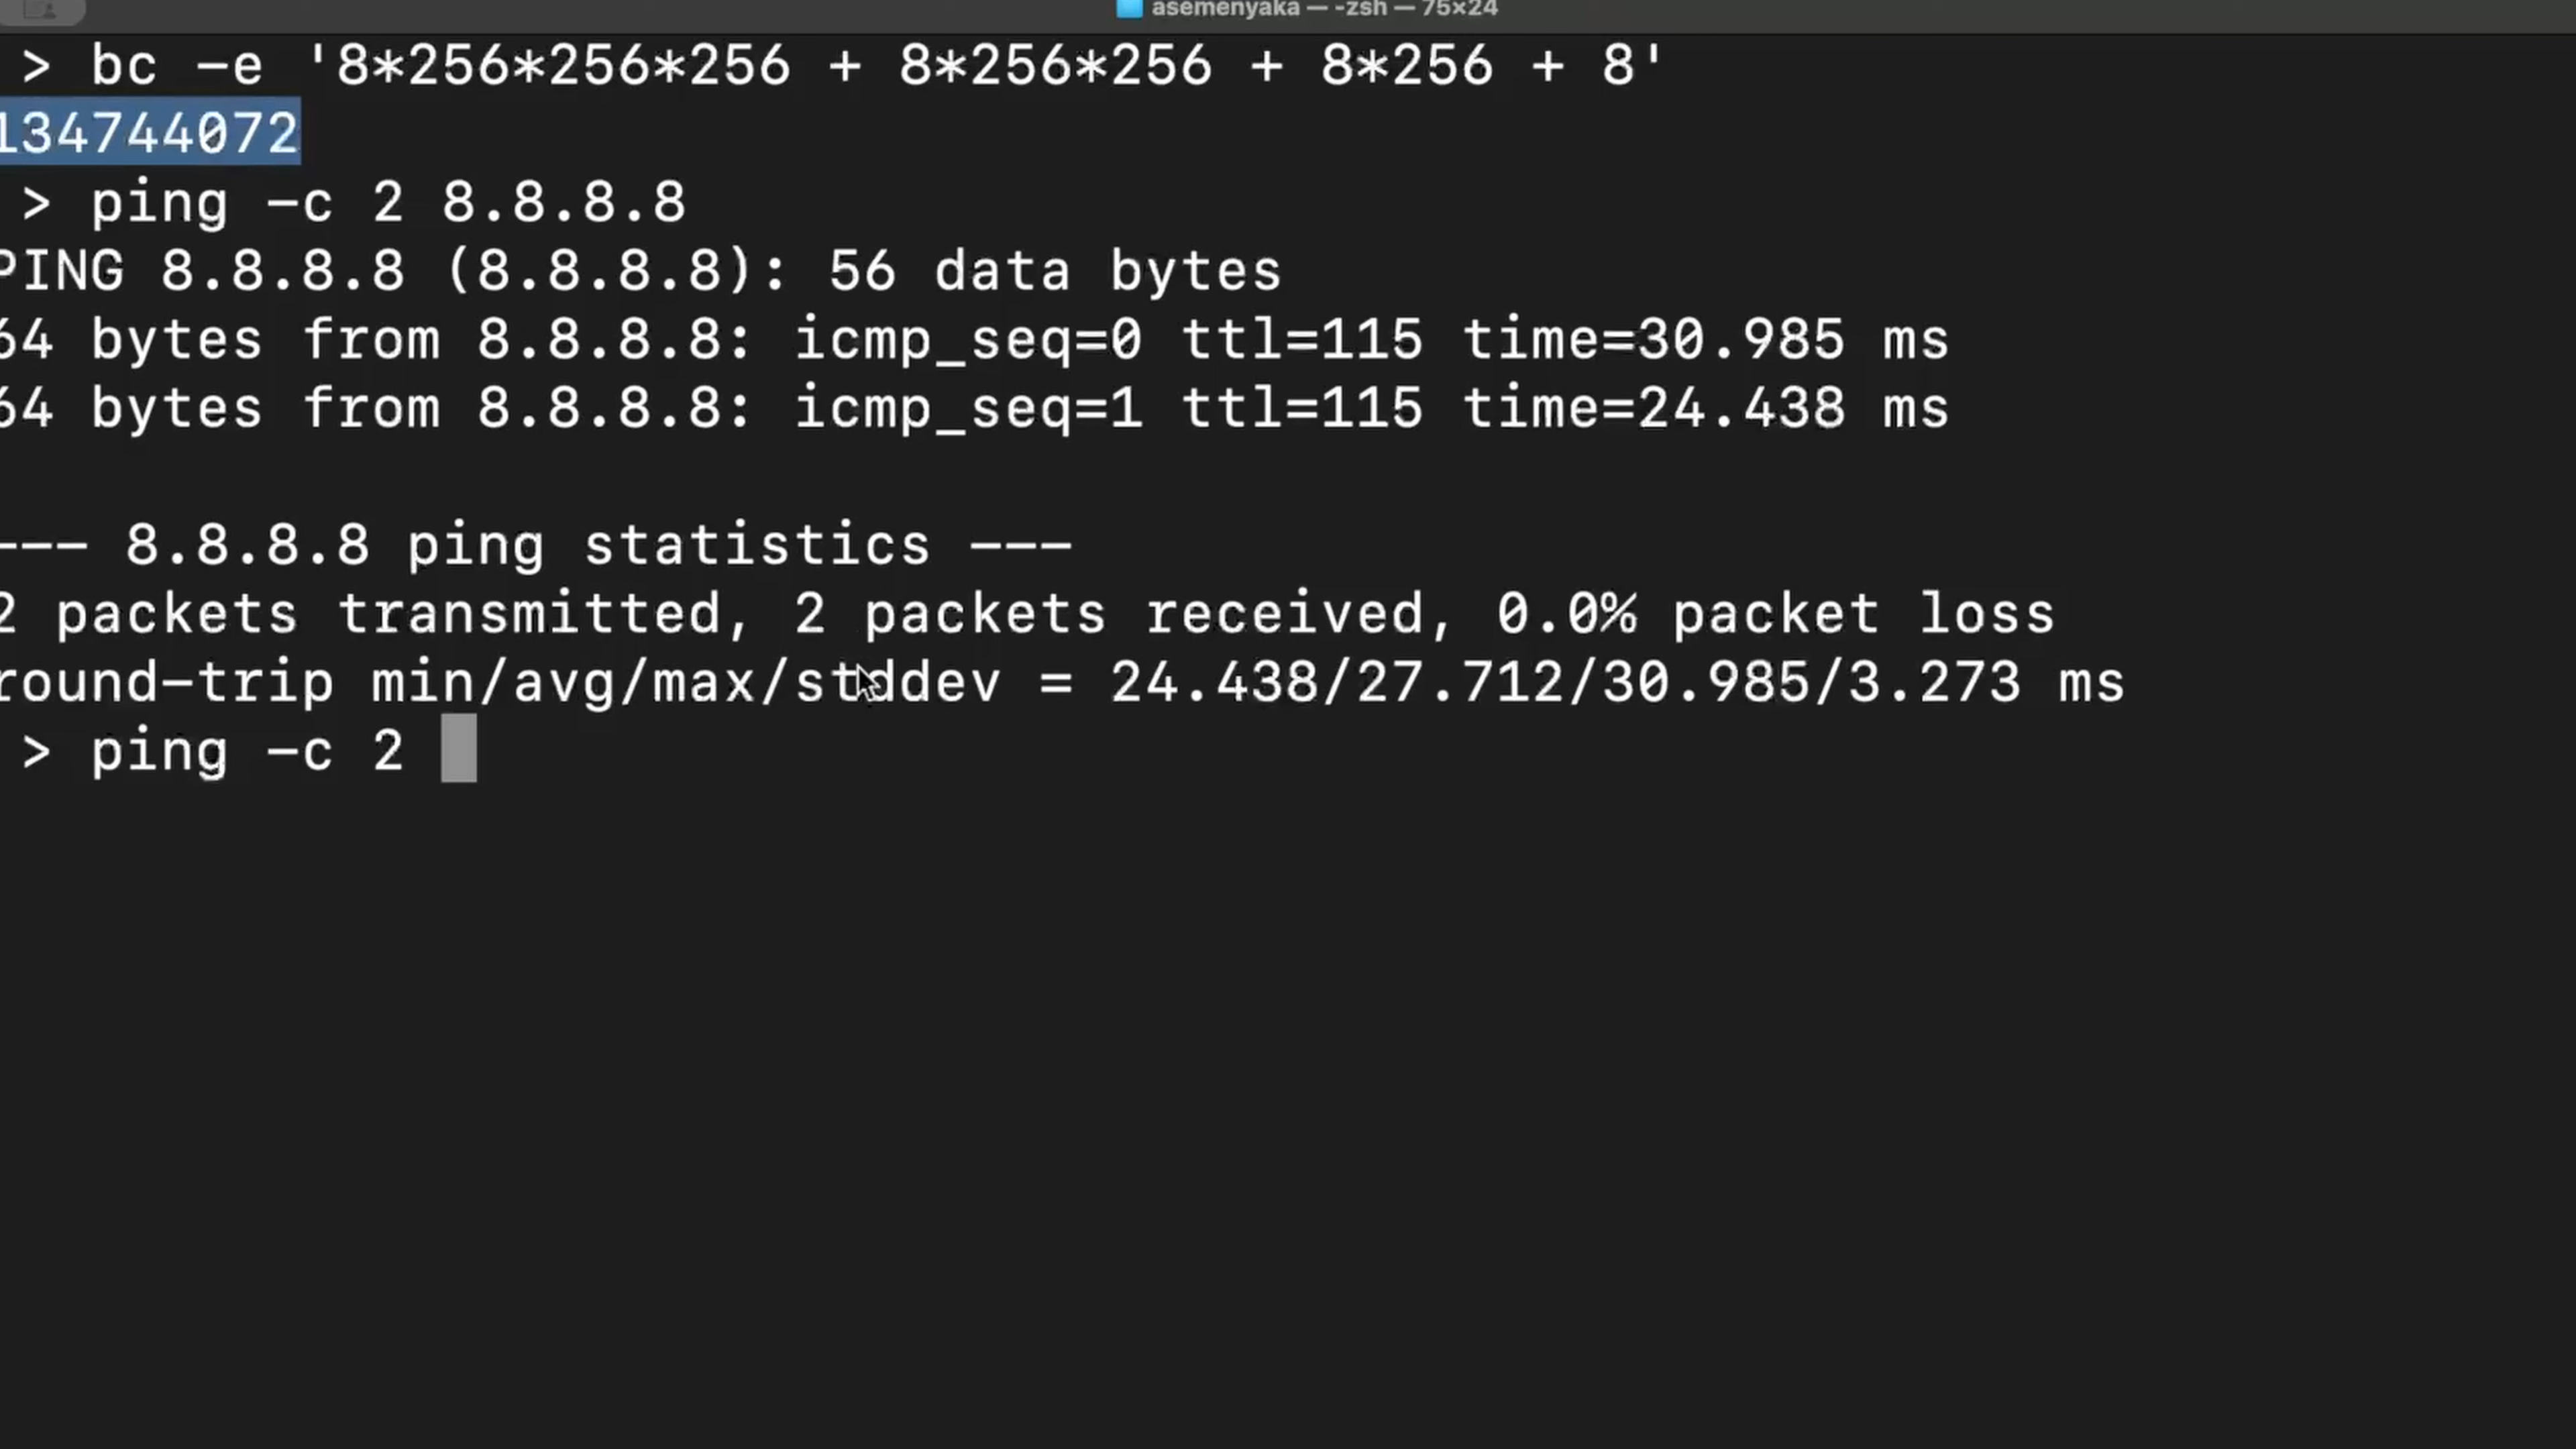 asemenyaka — -zsh — 75×24
> bc -e '8*256*256*256 + 8*256*256 + 8*256 + 8'
134744072
> ping -c 2 8.8.8.8
PING 8.8.8.8 (8.8.8.8): 56 data bytes
64 bytes from 8.8.8.8: icmp_seq=0 ttl=115 time=30.985 ms
64 bytes from 8.8.8.8: icmp_seq=1 ttl=115 time=24.438 ms
--- 8.8.8.8 ping statistics ---
2 packets transmitted, 2 packets received, 0.0% packet loss
round-trip min/avg/max/stddev = 24.438/27.712/30.985/3.273 ms
> ping -c 2